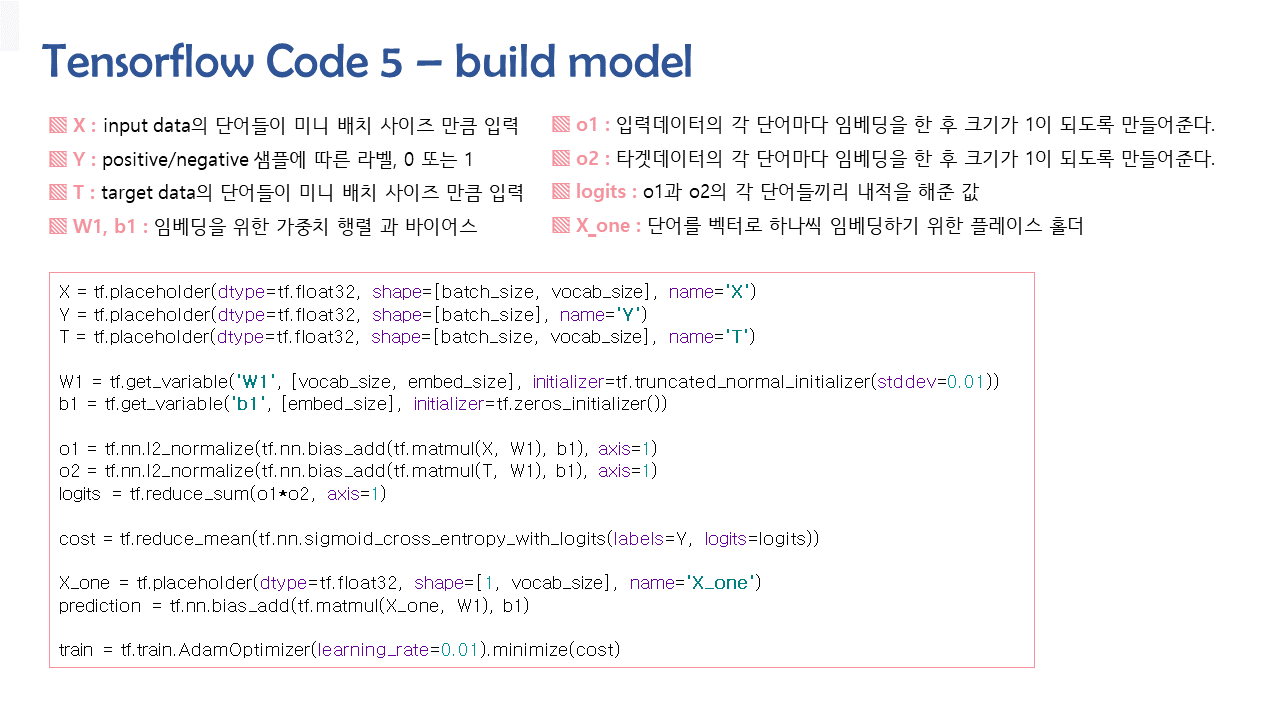 Tensorflow Code 5 – build model
X : input data의 단어들이 미니 배치 사이즈 만큼 입력
Y : positive/negative 샘플에 따른 라벨, 0 또는 1
T : target data의 단어들이 미니 배치 사이즈 만큼 입력
W1, b1 : 임베딩을 위한 가중치 행렬 과 바이어스
o1 : 입력데이터의 각 단어마다 임베딩을 한 후 크기가 1이 되도록 만들어준다.
o2 : 타겟데이터의 각 단어마다 임베딩을 한 후 크기가 1이 되도록 만들어준다.
logits : o1과 o2의 각 단어들끼리 내적을 해준 값
X_one : 단어를 벡터로 하나씩 임베딩하기 위한 플레이스 홀더
X = tf.placeholder(dtype=tf.float32, shape=[batch_size, vocab_size], name='X')
Y = tf.placeholder(dtype=tf.float32, shape=[batch_size], name='Y')
T = tf.placeholder(dtype=tf.float32, shape=[batch_size, vocab_size], name='T')
W1 = tf.get_variable('W1', [vocab_size, embed_size], initializer=tf.truncated_normal_initializer(stddev=0.01))
b1 = tf.get_variable('b1', [embed_size], initializer=tf.zeros_initializer())
o1 = tf.nn.l2_normalize(tf.nn.bias_add(tf.matmul(X, W1), b1), axis=1)
o2 = tf.nn.l2_normalize(tf.nn.bias_add(tf.matmul(T, W1), b1), axis=1)
logits = tf.reduce_sum(o1*o2, axis=1)
cost = tf.reduce_mean(tf.nn.sigmoid_cross_entropy_with_logits(labels=Y, logits=logits))
X_one = tf.placeholder(dtype=tf.float32, shape=[1, vocab_size], name='X_one')
prediction = tf.nn.bias_add(tf.matmul(X_one, W1), b1)
train = tf.train.AdamOptimizer(learning_rate=0.01).minimize(cost)